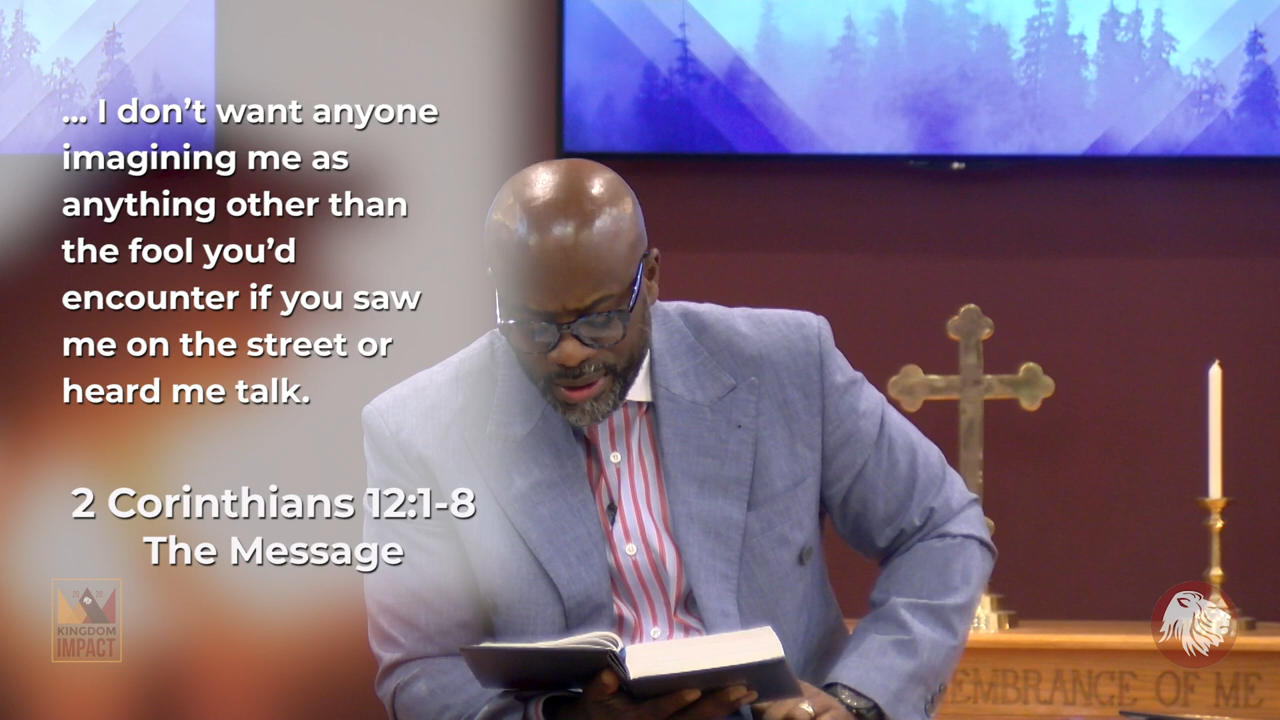 ... I don’t want anyone
imagining me as
anything other than
the fool you’d
encounter if you saw
me on the street or
heard me talk.
2 Corinthians 12:1-8
The Message
2020
KINGDOM
IMPACT
EMBRANCE OF ME